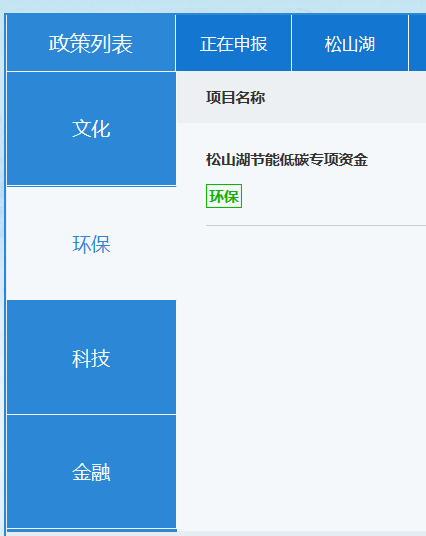 政策列表
正在申报
松山湖
文化
环保
科技
金融
项目名称
松山湖节能低碳专项资金
环保